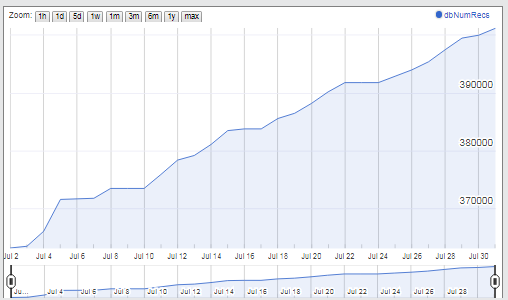 Zoom: 1h 1d 5d 1w 1m 3m 6m 1y max dbNumRecs
390000
380000
370000
Jul 2 Jul 4 Jul 6 Jul 8 Jul 10 Jul 12 Jul 14 Jul 16 Jul 18 Jul 20 Jul 22 Jul 24 Jul 26 Jul 28 Jul 30
Ju... Jul 4 Jul 6 Jul 8 Jul 10 Jul 12 Jul 14 Jul 16 Jul 18 Jul 20 Jul 22 Jul 24 Jul 26 Jul 28